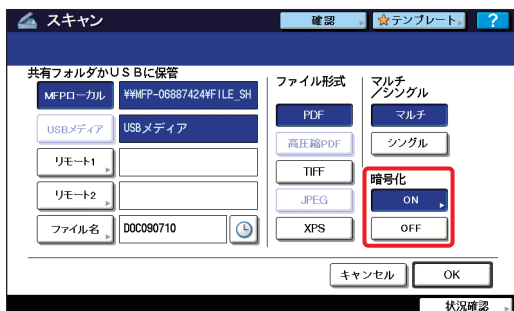 スキャン
確認
テンプレート
?
共有フォルダかUSBに保管
MFPローカル
¥¥MFP-06887424¥FILE_SH
USBメディア
USBメディア
リモート1
リモート2
ファイル名
DOC090710
ファイル形式
PDF
高圧縮PDF
TIFF
JPEG
XPS
マルチ
/シングル
マルチ
シングル
暗号化
ON
OFF
キャンセル
OK
状況確認